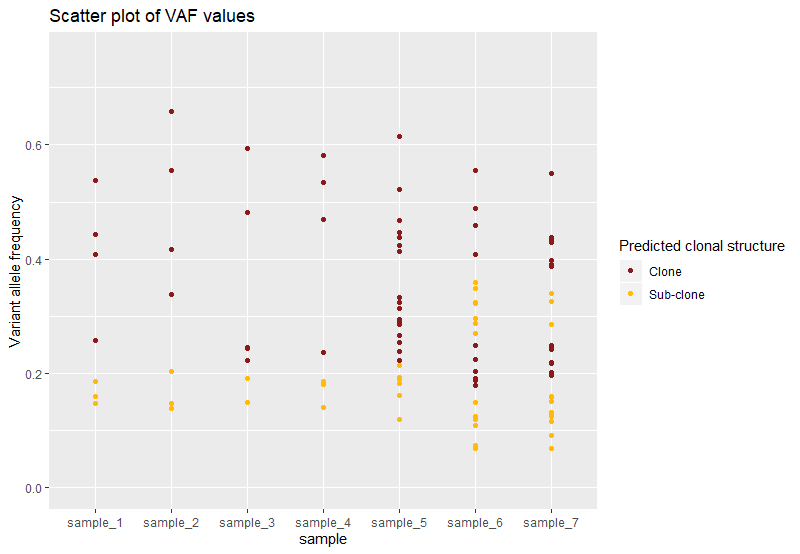 Scatter plot of VAF values
Variant allele frequency
0.6
0.4
0.2
0.0
sample_1 sample_2 sample_3 sample_4 sample_5 sample_6 sample_7
sample
Predicted clonal structure
Clone
Sub-clone